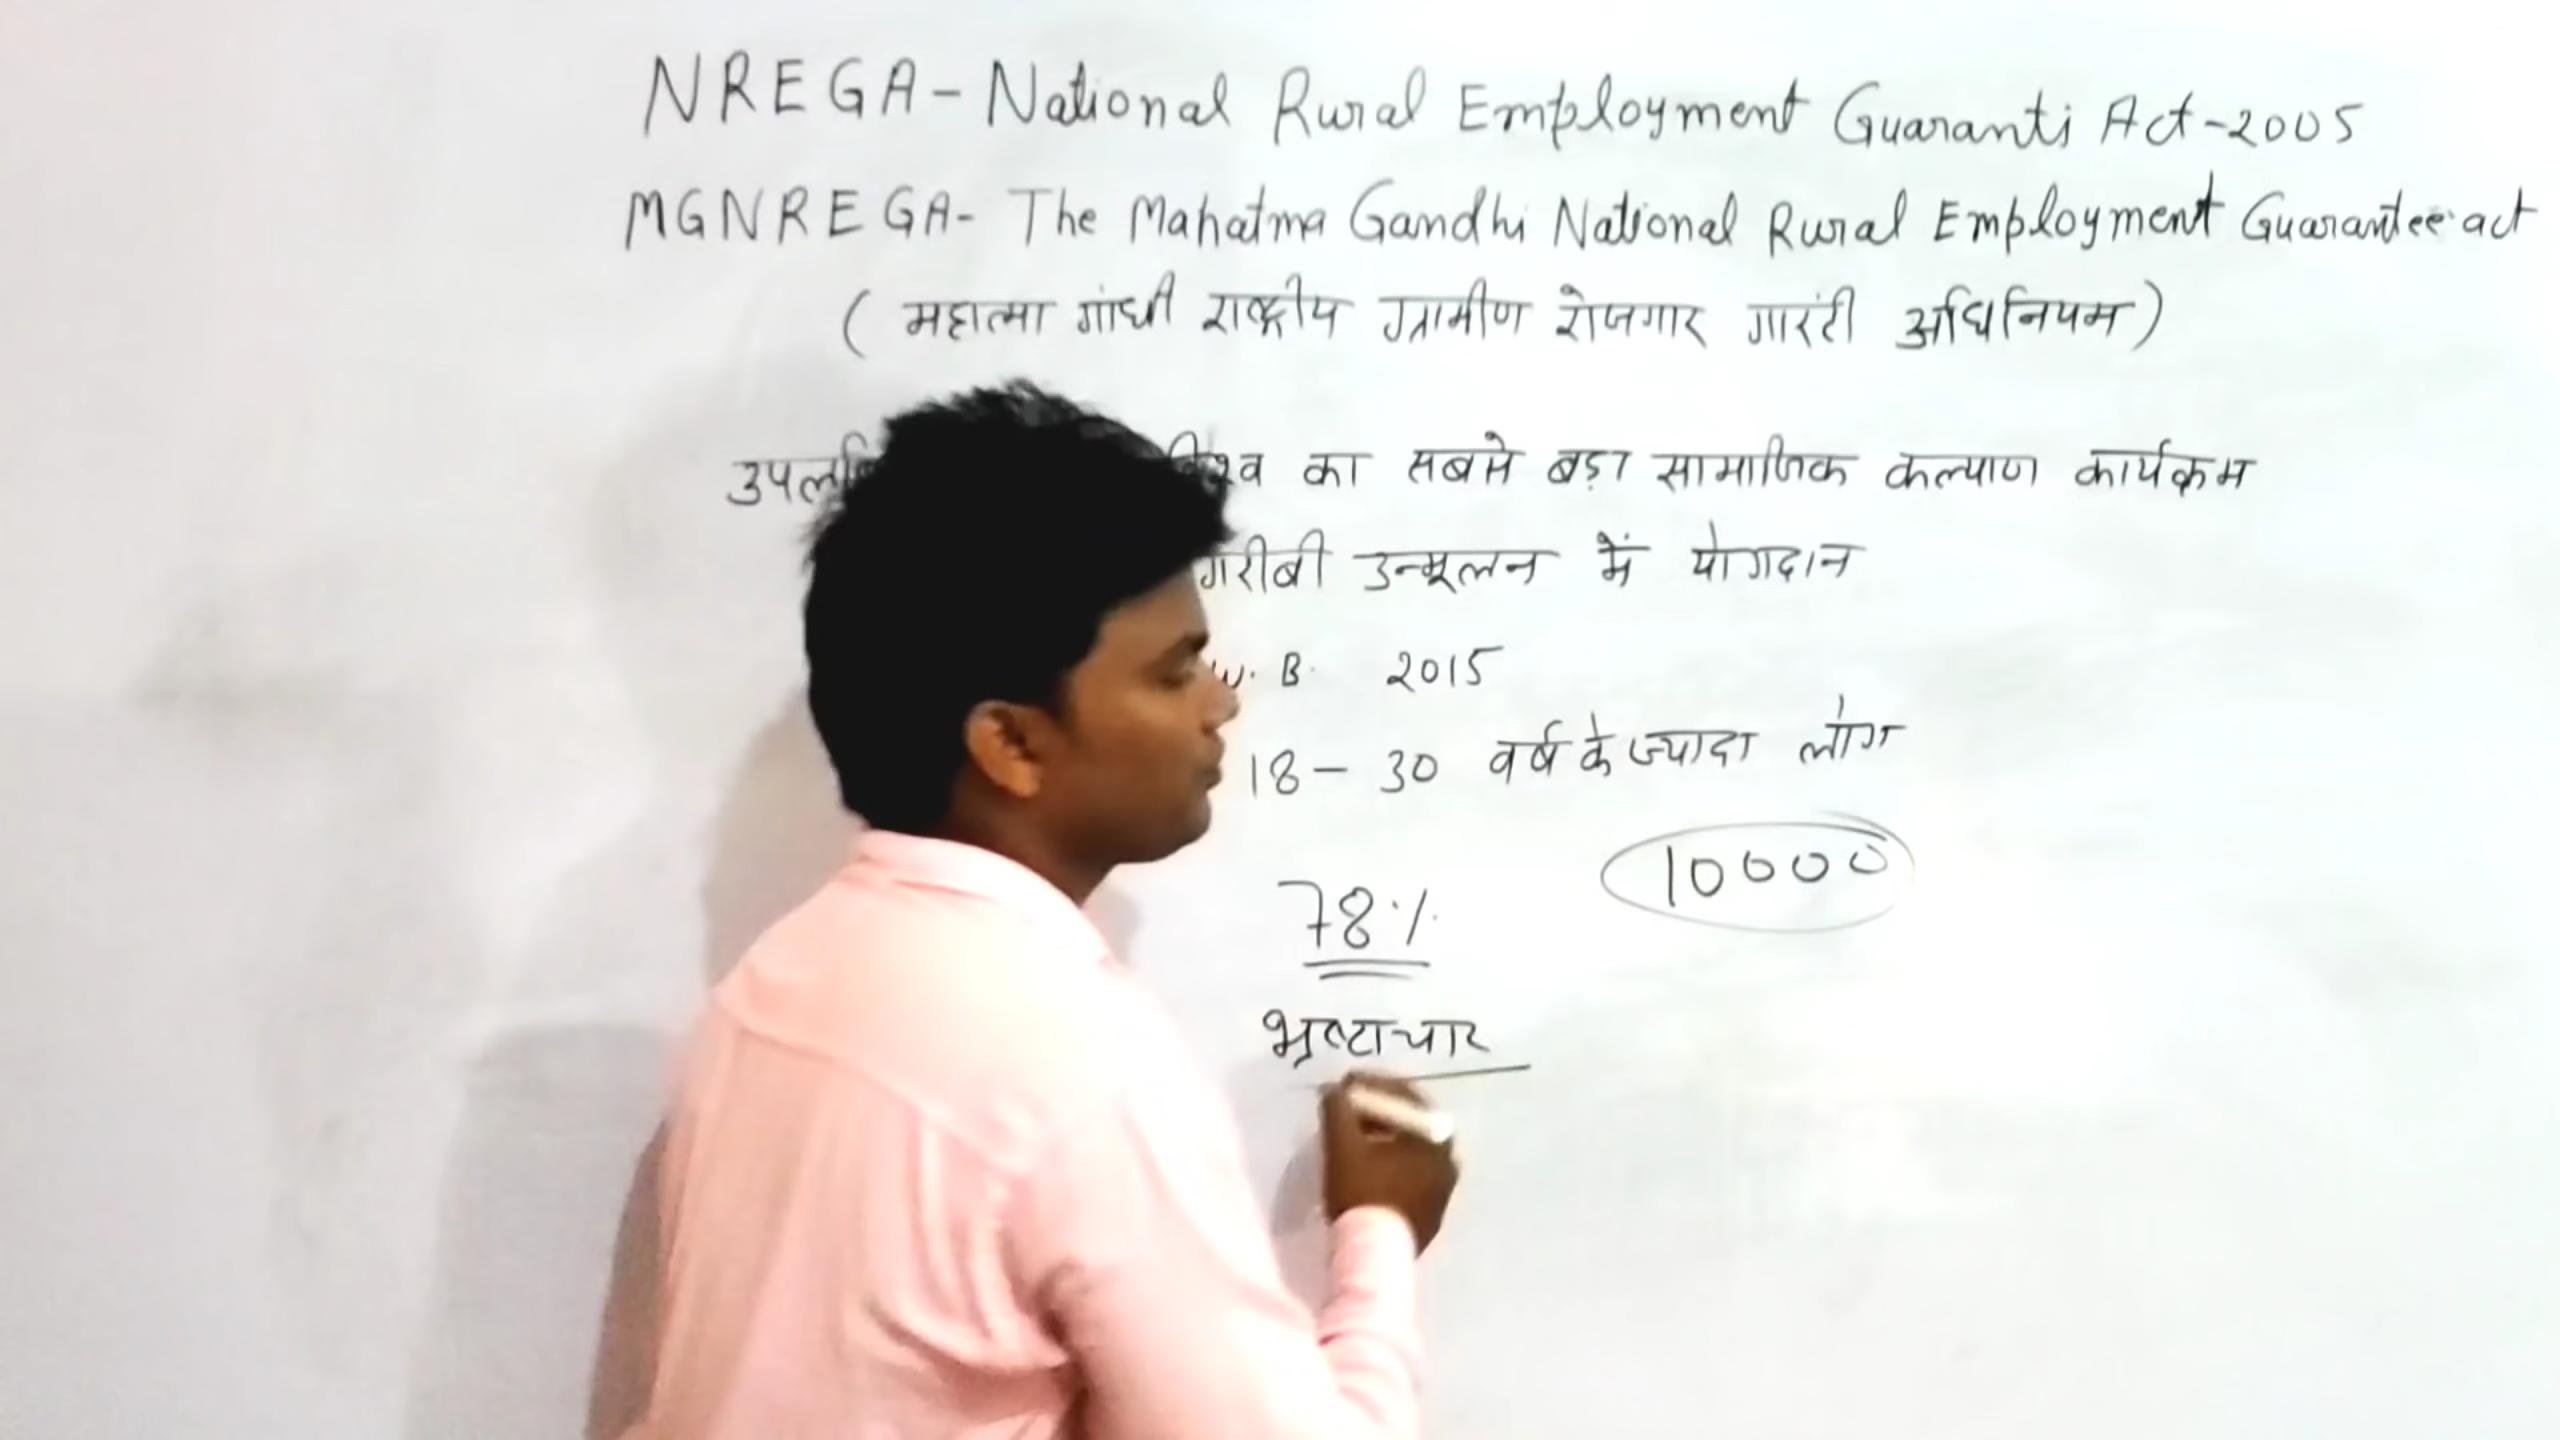 NREGA - National Rural Employment Guaranti Act - 2005
MGNREGA - The Mahatma Gandhi National Rural Employment Guarantee act
( महात्मा गांधी राष्ट्रीय ग्रामीण रोजगार गारंटी अधिनियम )
का सबसे बड़ा सामाजिक कल्याण कार्यक्रम
गरीबी उन्मूलन में योगदान
W. B. 2015
18 - 30 वर्ष के ज्यादा लोग
10000
78%
भ्रष्टाचार